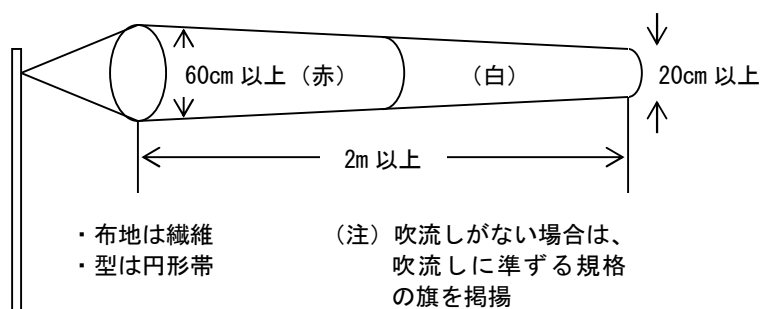 60cm 以上（赤）
（白）
20cm 以上
2m 以上
・布地は繊維
・型は円形帯
（注）吹流しがない場合は、
吹流しに準ずる規格
の旗を掲揚